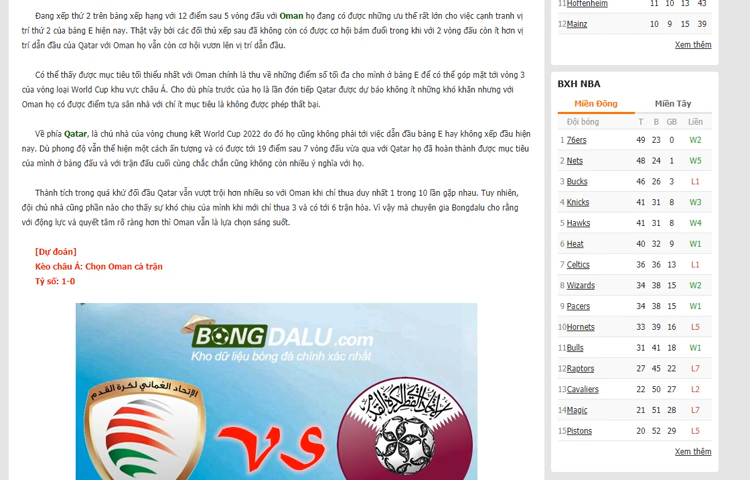 Đang xếp thứ 2 trên bảng xếp hạng với 12 điểm sau 5 vòng đấu với Oman họ đang có được những ưu thế rất lớn cho việc cạnh tranh vị
trí thứ 2 của bảng E hiện nay. Thật vậy bởi các đối thủ xếp sau đã không còn có được cơ hội bám đuổi trong khi với 2 vòng đấu còn ít hơn vị
trí dẫn đầu của Qatar với Oman họ vẫn còn cơ hội vươn lên vị trí dẫn đầu.
Có thể thấy được mục tiêu tối thiểu nhất với Oman chính là thu về những điểm số tối đa cho mình ở bảng E để có thể góp mặt tới vòng 3
của vòng loại World Cup khu vực châu Á. Cho dù phía trước của họ là lần đón tiếp Qatar được dự báo không ít những khó khăn nhưng với
Oman họ có được điểm tựa sân nhà với chí ít mục tiêu là không được phép thất bại.
Về phía Qatar, là chủ nhà của vòng chung kết World Cup 2022 do đó họ cũng không phải tới việc dẫn đầu bảng E hay không xếp đầu hiện
nay. Dù phong độ vẫn thể hiện một cách ấn tượng và có được tới 19 điểm sau 7 vòng đấu vừa qua với Qatar họ đã hoàn thành được mục tiêu
của mình ở bảng đấu và với trận đấu cuối cùng chắc chắn cũng không còn nhiều ý nghĩa với họ.
Thành tích trong quá khứ đối đầu Qatar vẫn vượt trội hơn nhiều so với Oman khi chỉ thua duy nhất 1 trong 10 lần gặp nhau. Tuy nhiên,
đội chủ nhà cũng phần nào cho thấy sự khó chịu của mình khi mới chỉ thua 3 và có tới 6 trận hòa. Vì vậy mà chuyên gia Bongdalu cho rằng
với động lực và quyết tâm rõ ràng hơn thì Oman vẫn là lựa chọn sáng suốt.
[Dự đoán]
Kèo châu Á: Chọn Oman cả trận
Tỷ số: 1-0
BONGDALU.com
Kho dữ liệu bóng đá chính xác nhất
الإتحاد العُماني لكرة القدم
VS
الإتحاد القطري لكرة القدم
11 Hoffenheim 11 10 13 43
12 Mainz 10 9 15 39
Xem thêm
BXH NBA
Miền Đông Miền Tây
Đội bóng T B GB Liên
1 76ers 49 23 0 W2
2 Nets 48 24 1 W5
3 Bucks 46 26 3 L1
4 Knicks 41 31 8 W3
5 Hawks 41 31 8 W4
6 Heat 40 32 9 W1
7 Celtics 36 36 13 L1
8 Wizards 34 38 15 W2
9 Pacers 34 38 15 W1
10 Hornets 33 39 16 L5
11 Bulls 31 41 18 W1
12 Raptors 27 45 22 L7
13 Cavaliers 22 50 27 L2
14 Magic 21 51 28 L7
15 Pistons 20 52 29 L5
Xem thêm